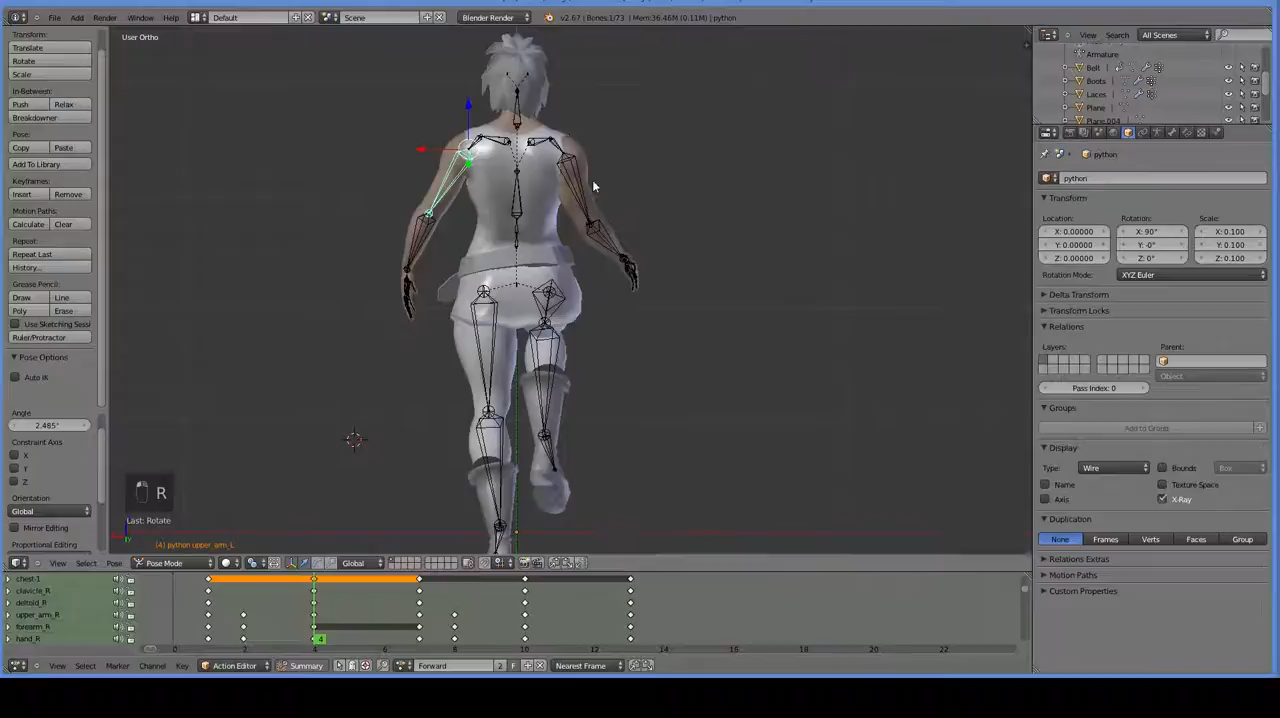 File Add Render Window Help Default Scene Blender Render v2.67 | Bones:1/73 | Mem:36.46M (0.11M) | python
Transform:
Translate
Rotate
Scale
In-Between:
Push Relax
Breakdowner
Pose:
Copy Paste
Add To Library
Keyframes:
Insert Remove
Motion Paths:
Calculate Clear
Repeat:
Repeat Last
History...
Grease Pencil:
Draw Line
Poly Erase
Use Sketching Sessi
Ruler/Protractor
Pose Options
Auto IK
Angle
2.485°
Constraint Axis
X
Y
Z
Orientation
Global
Mirror Editing
Proportional Editing
User Ortho
R
Last: Rotate
(4) python upper_arm_L
View Select Pose Pose Mode Global
chest-1
clavicle_R
deltoid_R
upper_arm_R
forearm_R
hand_R
4
0 2 4 6 8 10 12 14 16 18 20 22
View Select Marker Channel Key Action Editor Summary Forward 2 F Nearest Frame
View Search All Scenes
Armature
Belt
Boots
Laces
Plane
Plane.004
python
python
Transform
Location: Rotation: Scale:
X: 0.00000 X: 90° X: 0.100
Y: 0.00000 Y: -0° Y: 0.100
Z: 0.00000 Z: 0° Z: 0.100
Rotation Mode: XYZ Euler
Delta Transform
Transform Locks
Relations
Layers: Parent:
Object
Pass Index: 0
Groups
Add to Group
Display
Type: Wire Bounds Box
Name Texture Space
Axis X-Ray
Duplication
None Frames Verts Faces Group
Relations Extras
Motion Paths
Custom Properties